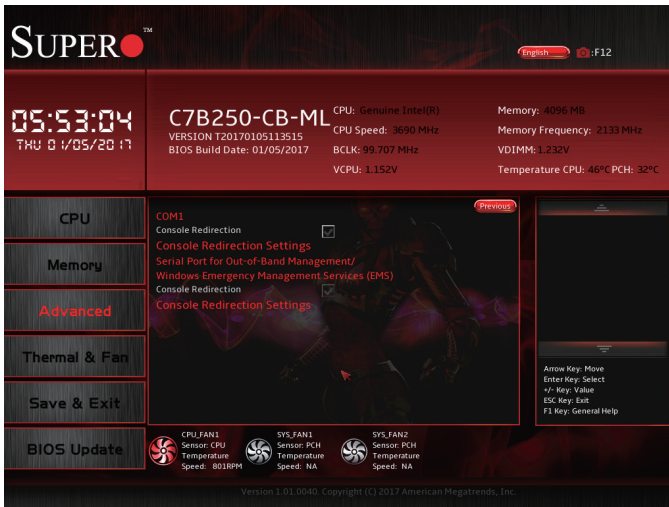 SUPER
TM
English
:F12
05:53:04
THU 01/05/2017
C7B250-CB-ML
VERSION T20170105113515
BIOS Build Date: 01/05/2017
CPU: Genuine Intel(R)
CPU Speed: 3690 MHz
BCLK: 99.707 MHz
VCPU: 1.152V
Memory: 4096 MB
Memory Frequency: 2133 MHz
VDIMM: 1.232V
Temperature CPU: 46°C PCH: 32°C
CPU
Memory
Advanced
Thermal & Fan
Save & Exit
BIOS Update
Previous
COM1
Console Redirection
Console Redirection Settings
Serial Port for Out-of-Band Management/
Windows Emergency Management Services (EMS)
Console Redirection
Console Redirection Settings
Arrow Key: Move
Enter Key: Select
+/- Key: Value
ESC Key: Exit
F1 Key: General Help
CPU_FAN1
Sensor: CPU
Temperature
Speed: 801RPM
SYS_FAN1
Sensor: PCH
Temperature
Speed: NA
SYS_FAN2
Sensor: PCH
Temperature
Speed: NA
Version 1.01.0040. Copyright (C) 2017 American Megatrends, Inc.